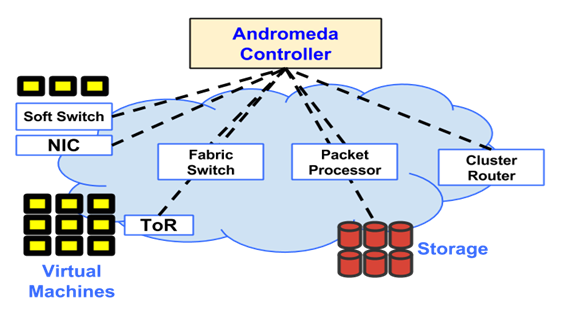 Andromeda
Controller
Soft Switch
NIC
Fabric
Switch
Packet
Processor
Cluster
Router
ToR
Storage
Virtual
Machines